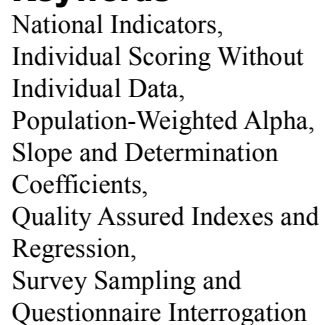 Keywords
National Indicators,
Individual Scoring Without
Individual Data,
Population-Weighted Alpha,
Slope and Determination
Coefficients,
Quality Assured Indexes and
Regression,
Survey Sampling and
Questionnaire Interrogation